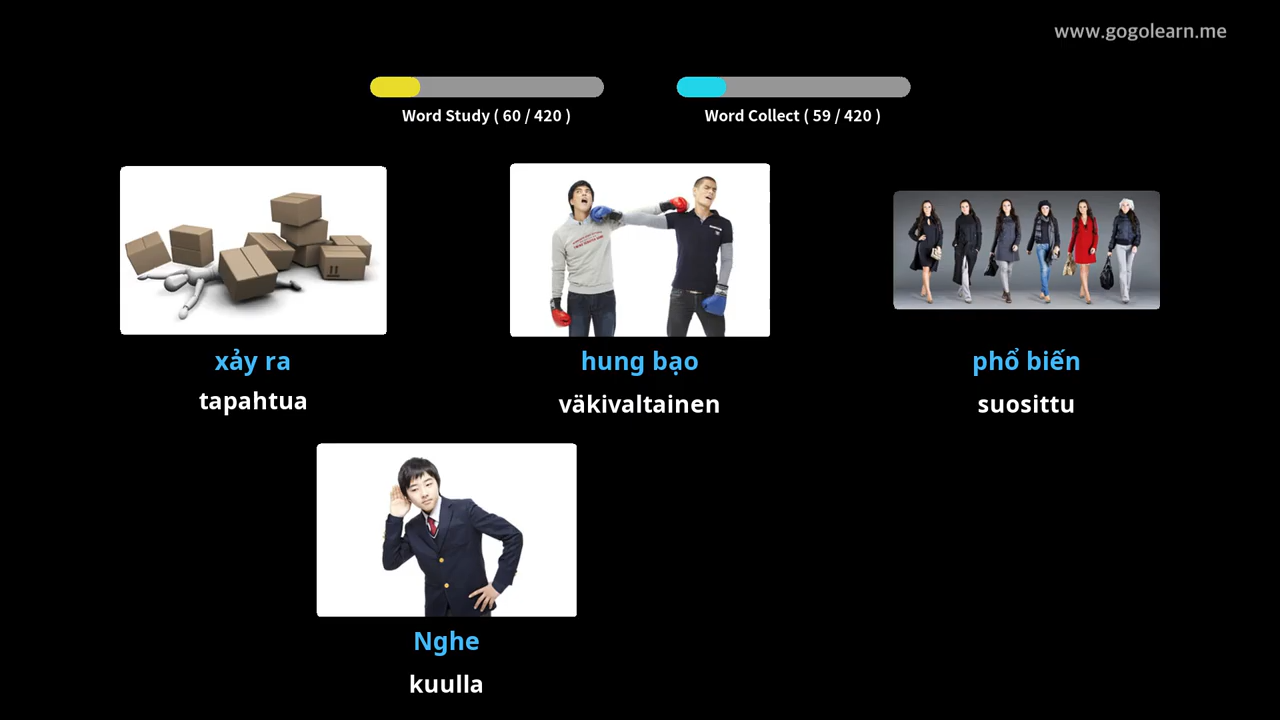 www.gogolearn.me
Word Study ( 60 / 420 )
Word Collect ( 59 / 420 )
xảy ra
tapahtua
hung bạo
väkivaltainen
phổ biến
suosittu
Nghe
kuulla